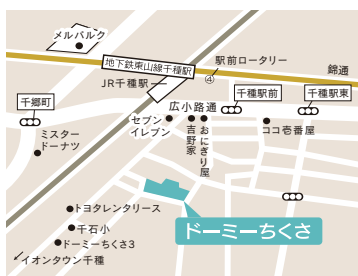 メルパルク
地下鉄東山線千種駅
駅前ロータリー
錦通
④
JR千種駅
千郷町
広小路通
千種駅前
千種駅東
セブン
イレブン
吉野家
おにぎり屋
ココ壱番屋
ミスター
ドーナツ
トヨタレンタリース
千石小
ドーミーちくさ3
イオンタウン千種
ドーミーちくさ